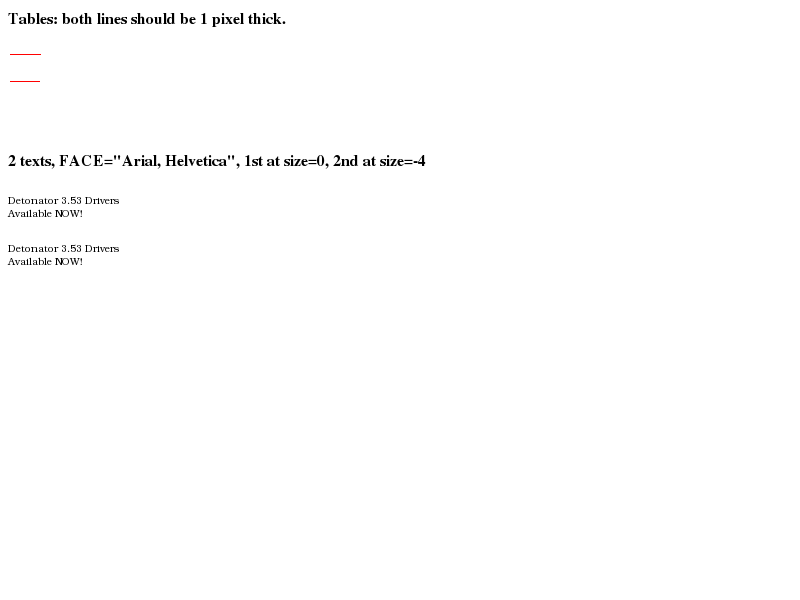 Tables: both lines should be 1 pixel thick.
2 texts, FACE="Arial, Helvetica", 1st at size=0, 2nd at size=-4
Detonator 3.53 Drivers
Available NOW!
Detonator 3.53 Drivers
Available NOW!